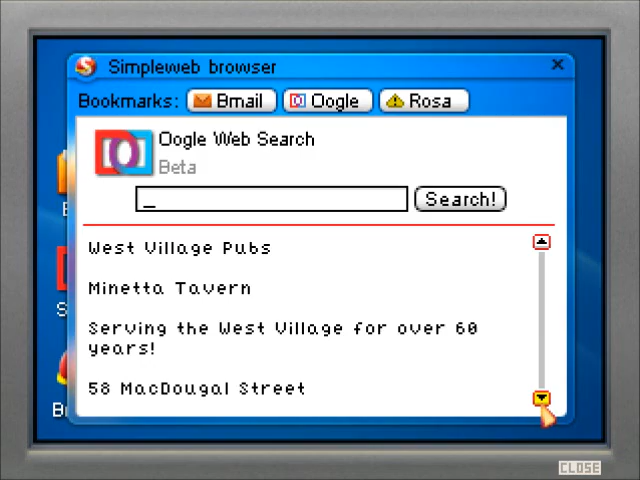 Simpleweb browser
Bookmarks: Bmail Oogle Rosa
Oogle Web Search
Beta
_ Search!
West Village Pubs
Minetta Tavern
Serving the West Village for over 60
years!
58 MacDougal Street
CLOSE